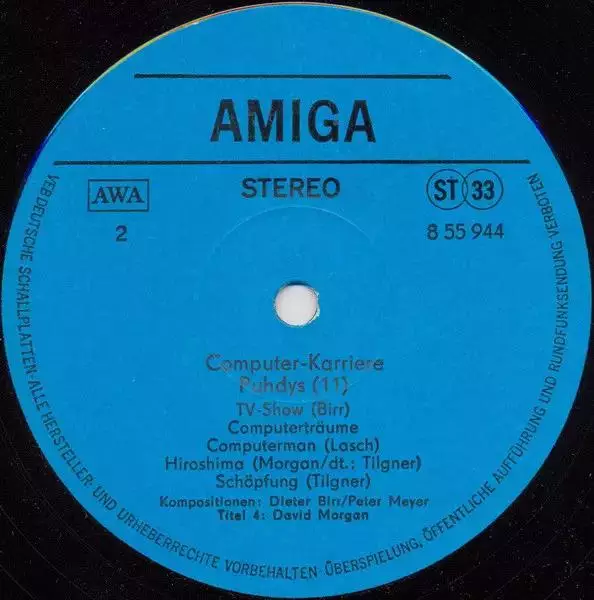 AMIGA
AWA
STEREO
ST 33
2
8 55 944
Computer-Karriere
Puhdys (11)
TV-Show (Birr)
Computerträume
Computerman (Lasch)
Hiroshima (Morgan/dt.: Tilgner)
Schöpfung (Tilgner)
Kompositionen: Dieter Birr/Peter Meyer
Titel 4: David Morgan
VEB DEUTSCHE SCHALLPLATTEN·ALLE HERSTELLER- UND URHEBERRECHTE VORBEHALTEN ÜBERSPIELUNG, ÖFFENTLICHE AUFFÜHRUNG UND RUNDFUNKSENDUNG VERBOTEN